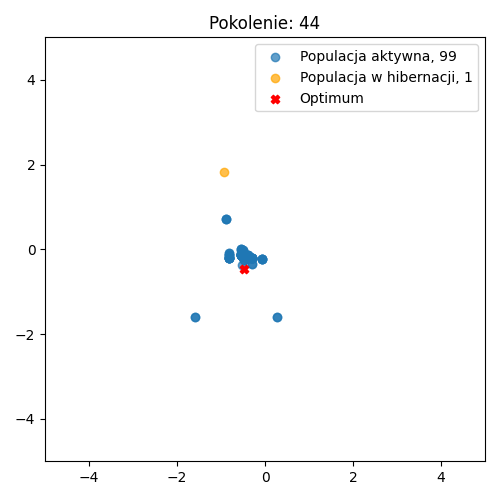 Pokolenie: 44
Populacja aktywna, 99
Populacja w hibernacji, 1
Optimum
4
2
0
−2
−4
−4
−2
0
2
4